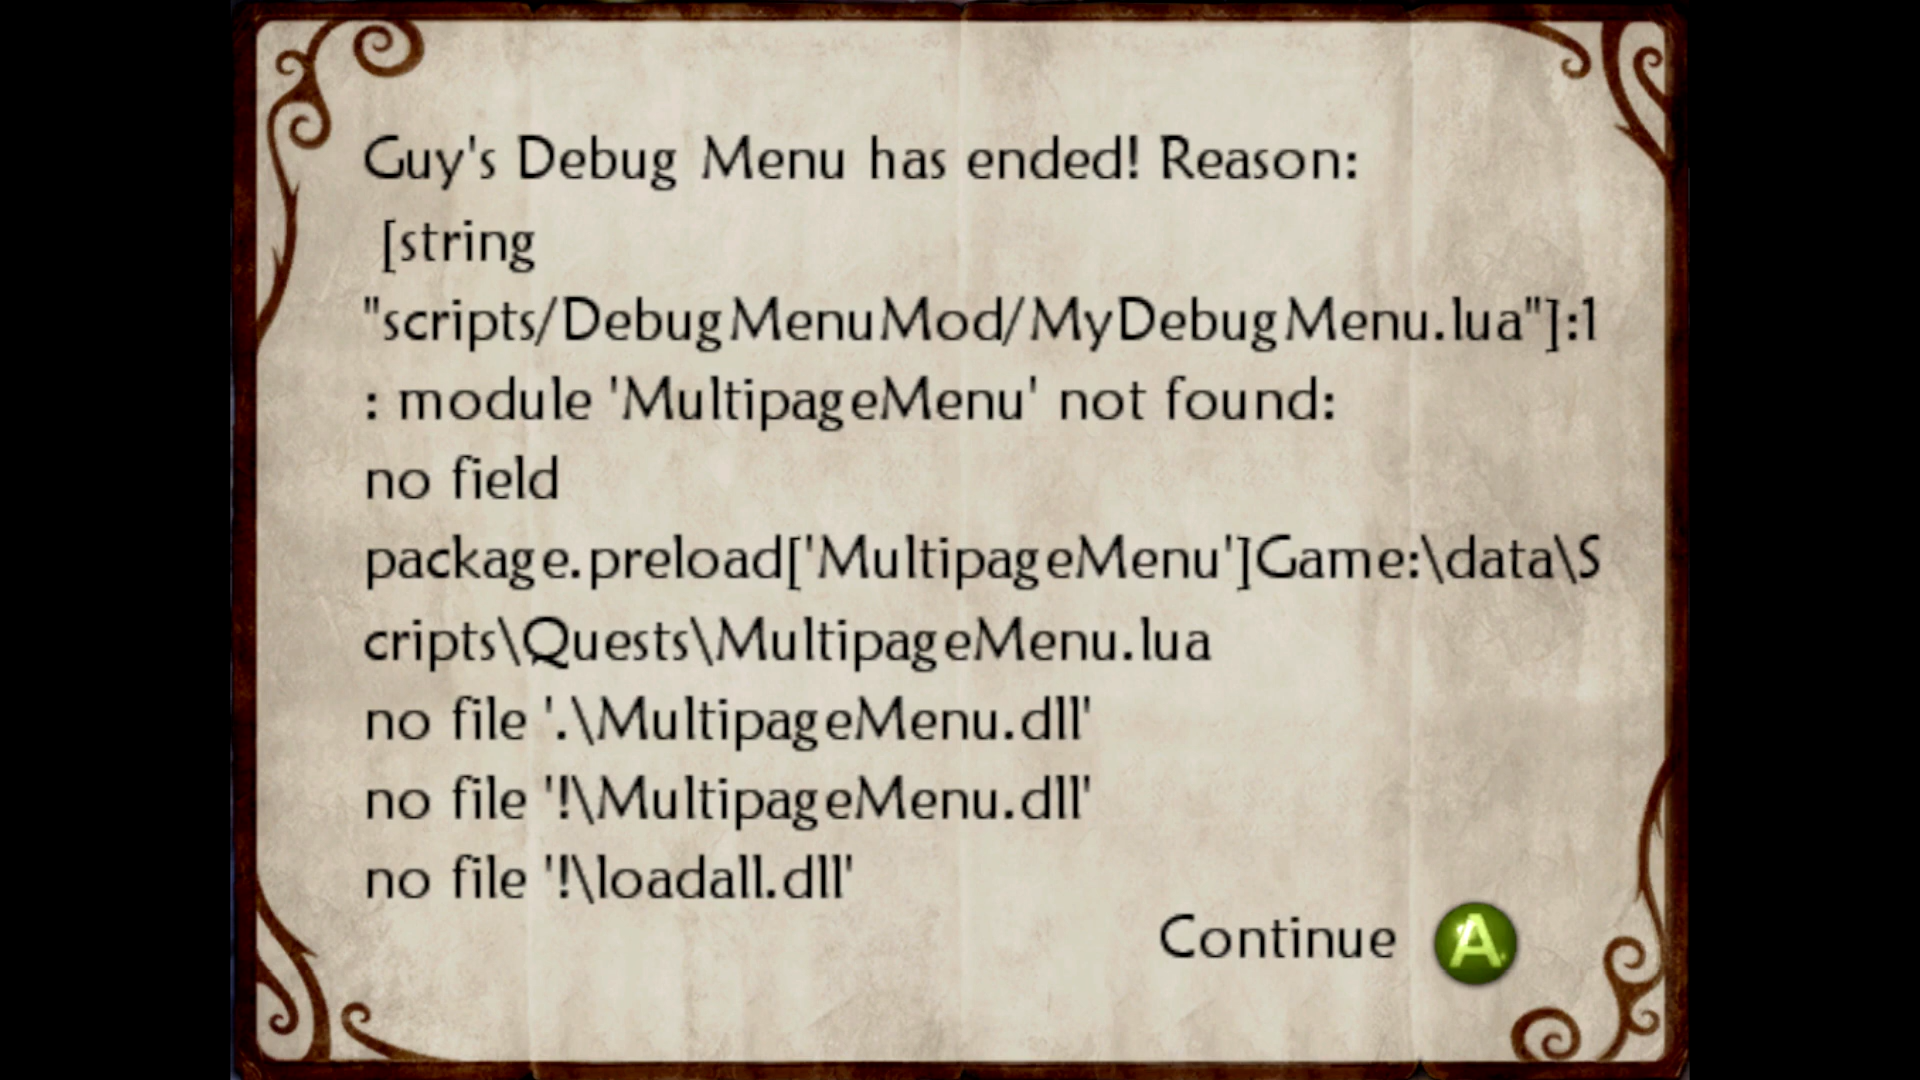 Guy's Debug Menu has ended! Reason:
[string
"scripts/DebugMenuMod/MyDebugMenu.lua"]:1
: module 'MultipageMenu' not found:
no field
package.preload['MultipageMenu']Game:\data\S
cripts\Quests\MultipageMenu.lua
no file '.\MultipageMenu.dll'
no file '!\MultipageMenu.dll'
no file '!\loadall.dll'
Continue A